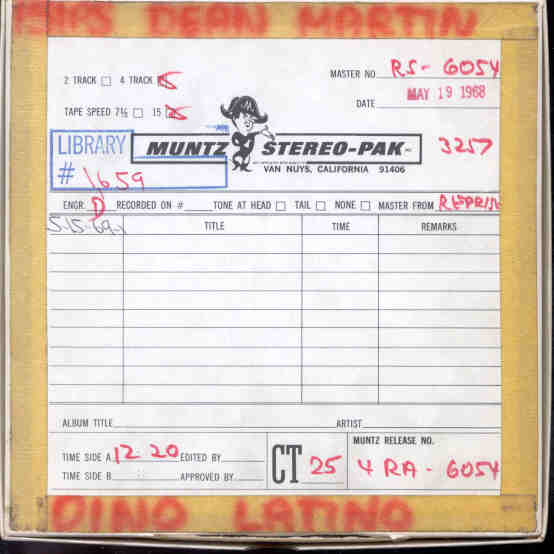 DEAN MARTIN
2 TRACK 4 TRACK MASTER NO. RS-6054
MAY 19 1968
TAPE SPEED 7½ 15 DATE
LIBRARY MUNTZ STEREO-PAK 3257
# 1659 VAN NUYS, CALIFORNIA 91406
ENGR. D RECORDED ON # TONE AT HEAD TAIL NONE MASTER FROM REPRISE
5-15-69
TITLE TIME REMARKS
ALBUM TITLE ARTIST
TIME SIDE A 12-20 EDITED BY CT 25 MUNTZ RELEASE NO.
TIME SIDE B APPROVED BY 4 RA - 6054
DINO LATINO